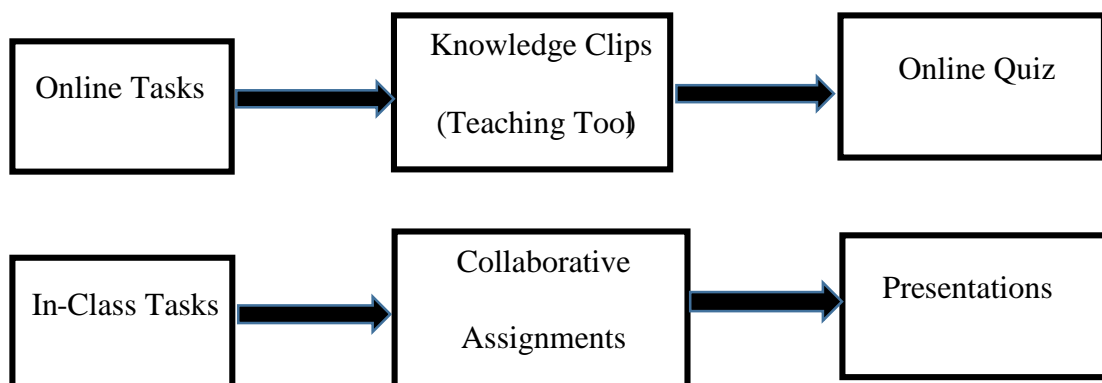 Online Tasks
Knowledge Clips
(Teaching Tool)
Online Quiz
In-Class Tasks
Collaborative
Assignments
Presentations